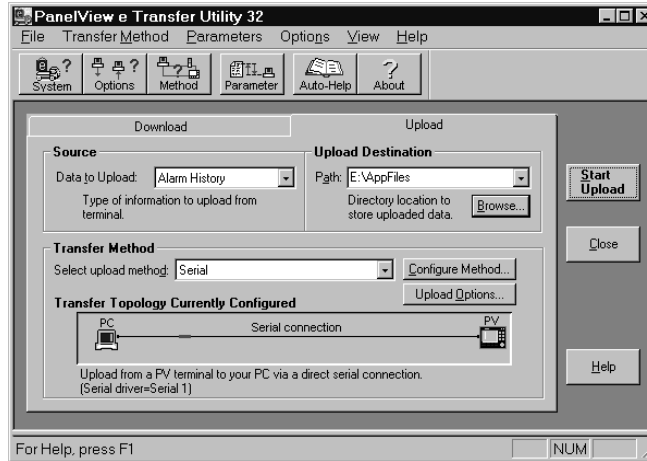 PanelView e Transfer Utility 32
File Transfer Method Parameters Options View Help
System Options Method Parameter Auto-Help About
Download Upload
Source
Data to Upload: Alarm History
Type of information to upload from
terminal.
Upload Destination
Path: E:\AppFiles
Directory location to
store uploaded data.
Browse...
Start
Upload
Close
Help
Transfer Method
Select upload method: Serial
Configure Method...
Upload Options...
Transfer Topology Currently Configured
PC Serial connection PV
Upload from a PV terminal to your PC via a direct serial connection.
(Serial driver=Serial 1)
For Help, press F1 NUM